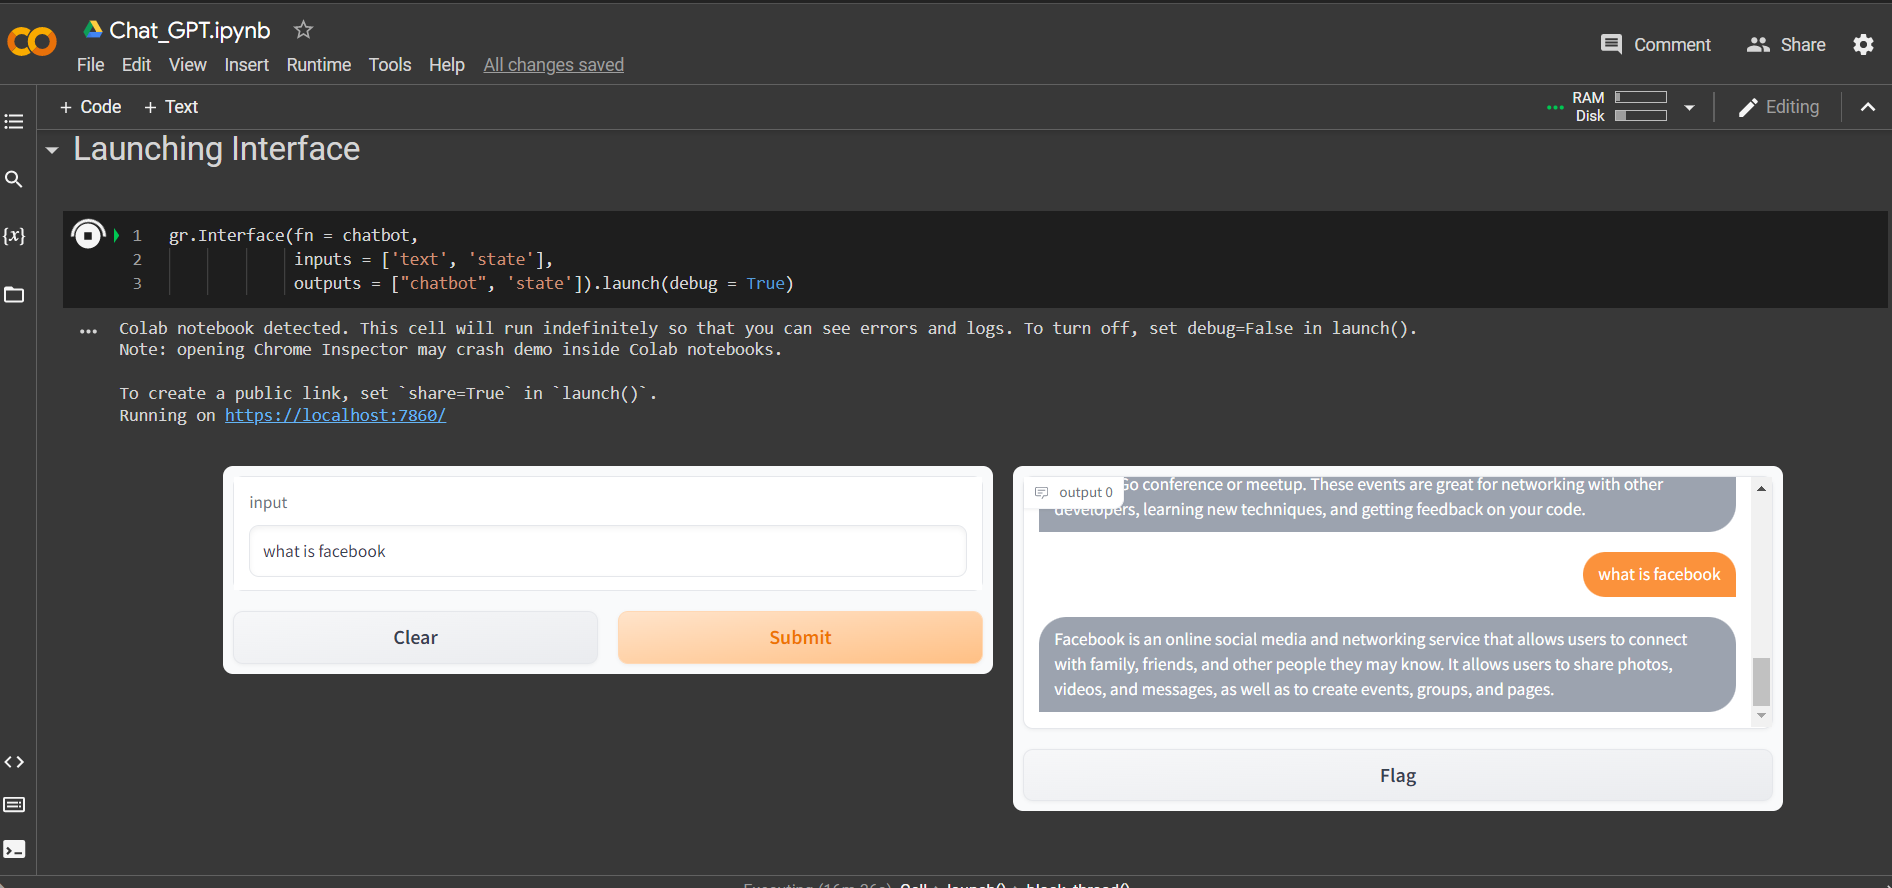 Chat_GPT.ipynb
Comment
Share
File Edit View Insert Runtime Tools Help All changes saved
+ Code + Text
RAM
Disk
Editing
Launching Interface
{x}
1 gr.Interface(fn = chatbot,
2 inputs = ['text', 'state'],
3 outputs = ["chatbot", 'state']).launch(debug = True)
Colab notebook detected. This cell will run indefinitely so that you can see errors and logs. To turn off, set debug=False in launch().
Note: opening Chrome Inspector may crash demo inside Colab notebooks.
To create a public link, set `share=True` in `launch()`.
Running on https://localhost:7860/
input
what is facebook
Clear
Submit
output 0
Go conference or meetup. These events are great for networking with other
developers, learning new techniques, and getting feedback on your code.
what is facebook
Facebook is an online social media and networking service that allows users to connect
with family, friends, and other people they may know. It allows users to share photos,
videos, and messages, as well as to create events, groups, and pages.
Flag